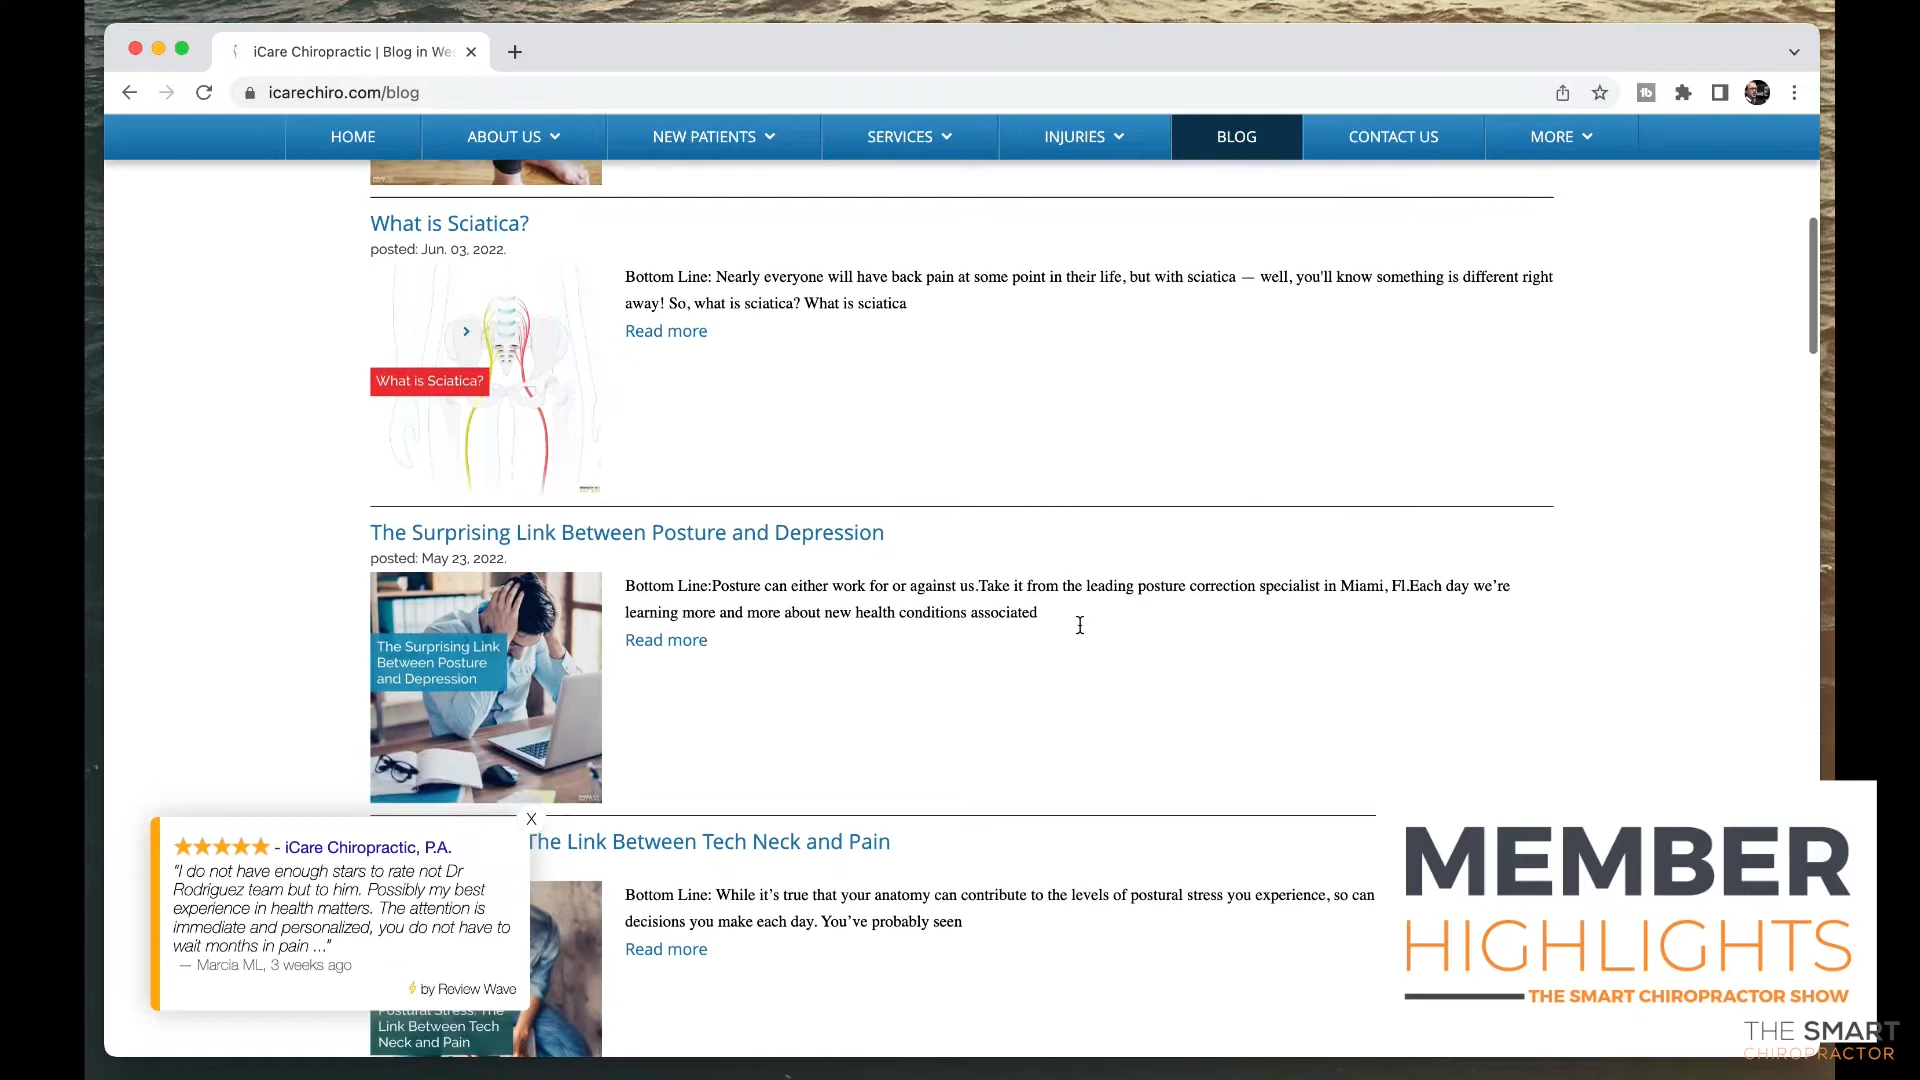 iCare Chiropractic | Blog in Wes
icarechiro.com/blog
HOME
ABOUT US
NEW PATIENTS
SERVICES
INJURIES
BLOG
CONTACT US
MORE
What is Sciatica?
posted: Jun. 03, 2022.
Bottom Line: Nearly everyone will have back pain at some point in their life, but with sciatica — well, you'll know something is different right
away! So, what is sciatica? What is sciatica
Read more
What is Sciatica?
The Surprising Link Between Posture and Depression
posted: May 23, 2022.
Bottom Line:Posture can either work for or against us.Take it from the leading posture correction specialist in Miami, Fl.Each day we’re
learning more and more about new health conditions associated
Read more
The Surprising Link
Between Posture
and Depression
The Link Between Tech Neck and Pain
Bottom Line: While it’s true that your anatomy can contribute to the levels of postural stress you experience, so can
decisions you make each day. You’ve probably seen
Read more
Postural Stress: The
Link Between Tech
Neck and Pain
X
- iCare Chiropractic, P.A.
“I do not have enough stars to rate not Dr
Rodriguez team but to him. Possibly my best
experience in health matters. The attention is
immediate and personalized, you do not have to
wait months in pain ...”
— Marcia ML, 3 weeks ago
by Review Wave
MEMBER
HIGHLIGHTS
THE SMART CHIROPRACTOR SHOW
THE SMART
CHIROPRACTOR